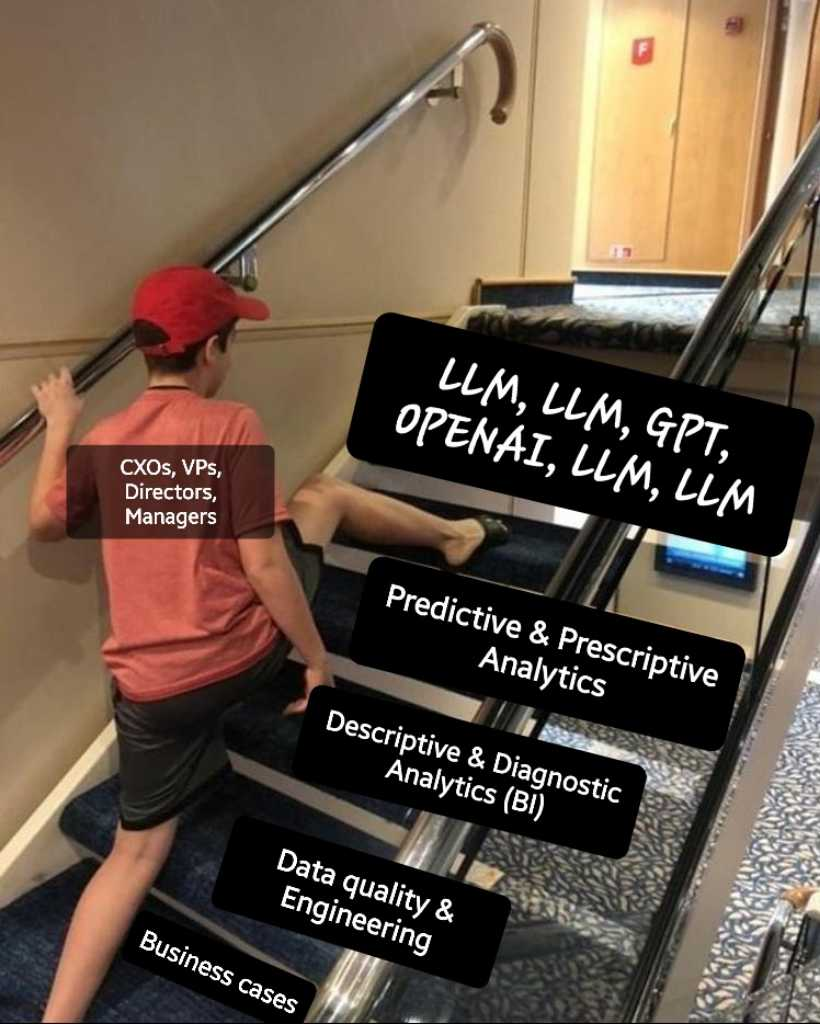 F
LLM, LLM, GPT,
OPENAI, LLM, LLM
CXOs, VPs,
Directors,
Managers
Predictive & Prescriptive
Analytics
Descriptive & Diagnostic
Analytics (BI)
Data quality &
Engineering
Business cases